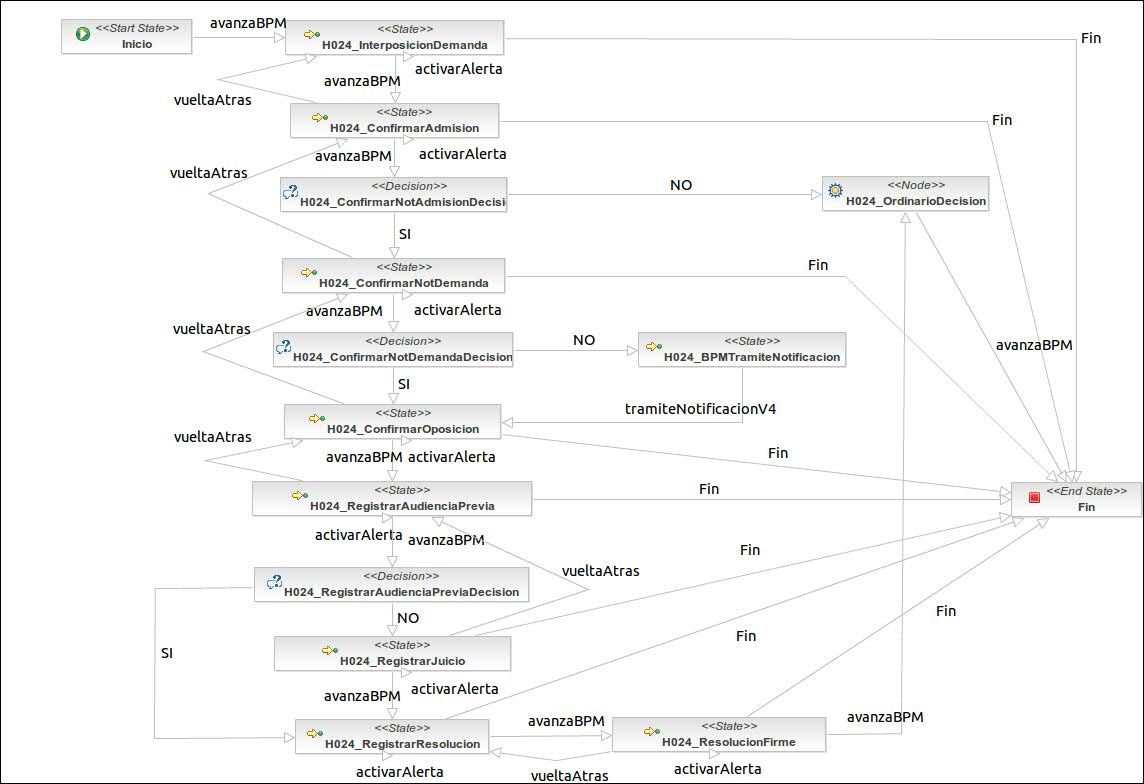 <<Start State>>
Inicio
avanzaBPM
<<State>>
H024_InterposicionDemanda
Fin
activarAlerta
avanzaBPM
vueltaAtras
<<State>>
H024_ConfirmarAdmision
Fin
avanzaBPM
activarAlerta
vueltaAtras
<<Decision>>
H024_ConfirmarNotAdmisionDecisi
NO
<<Node>>
H024_OrdinarioDecision
SI
<<State>>
H024_ConfirmarNotDemanda
Fin
avanzaBPM
activarAlerta
vueltaAtras
<<Decision>>
H024_ConfirmarNotDemandaDecision
NO
<<State>>
H024_BPMTramiteNotificacion
avanzaBPM
SI
<<State>>
H024_ConfirmarOposicion
tramiteNotificacionV4
vueltaAtras
avanzaBPM
activarAlerta
Fin
<<State>>
H024_RegistrarAudienciaPrevia
Fin
<<End State>>
Fin
activarAlerta
avanzaBPM
Fin
<<Decision>>
H024_RegistrarAudienciaPreviaDecision
vueltaAtras
NO
Fin
SI
<<State>>
H024_RegistrarJuicio
Fin
avanzaBPM
activarAlerta
<<State>>
H024_RegistrarResolucion
avanzaBPM
<<State>>
H024_ResolucionFirme
avanzaBPM
activarAlerta
vueltaAtras
activarAlerta